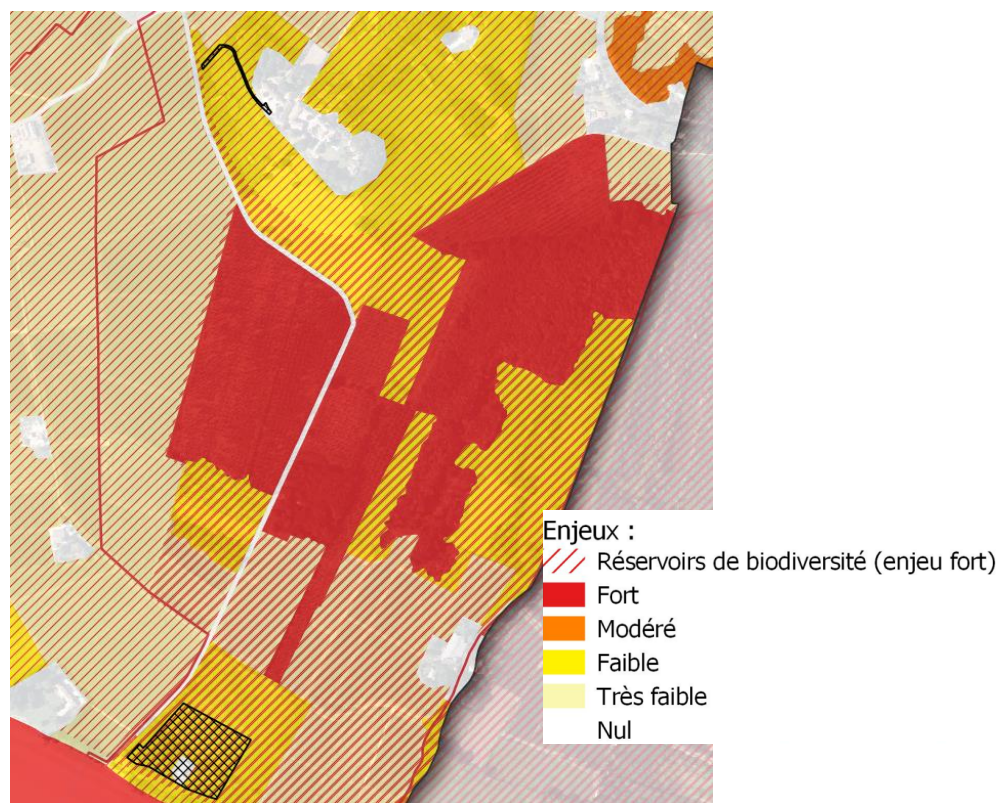 Enjeux :
Réservoirs de biodiversité (enjeu fort)
Fort
Modéré
Faible
Très faible
Nul